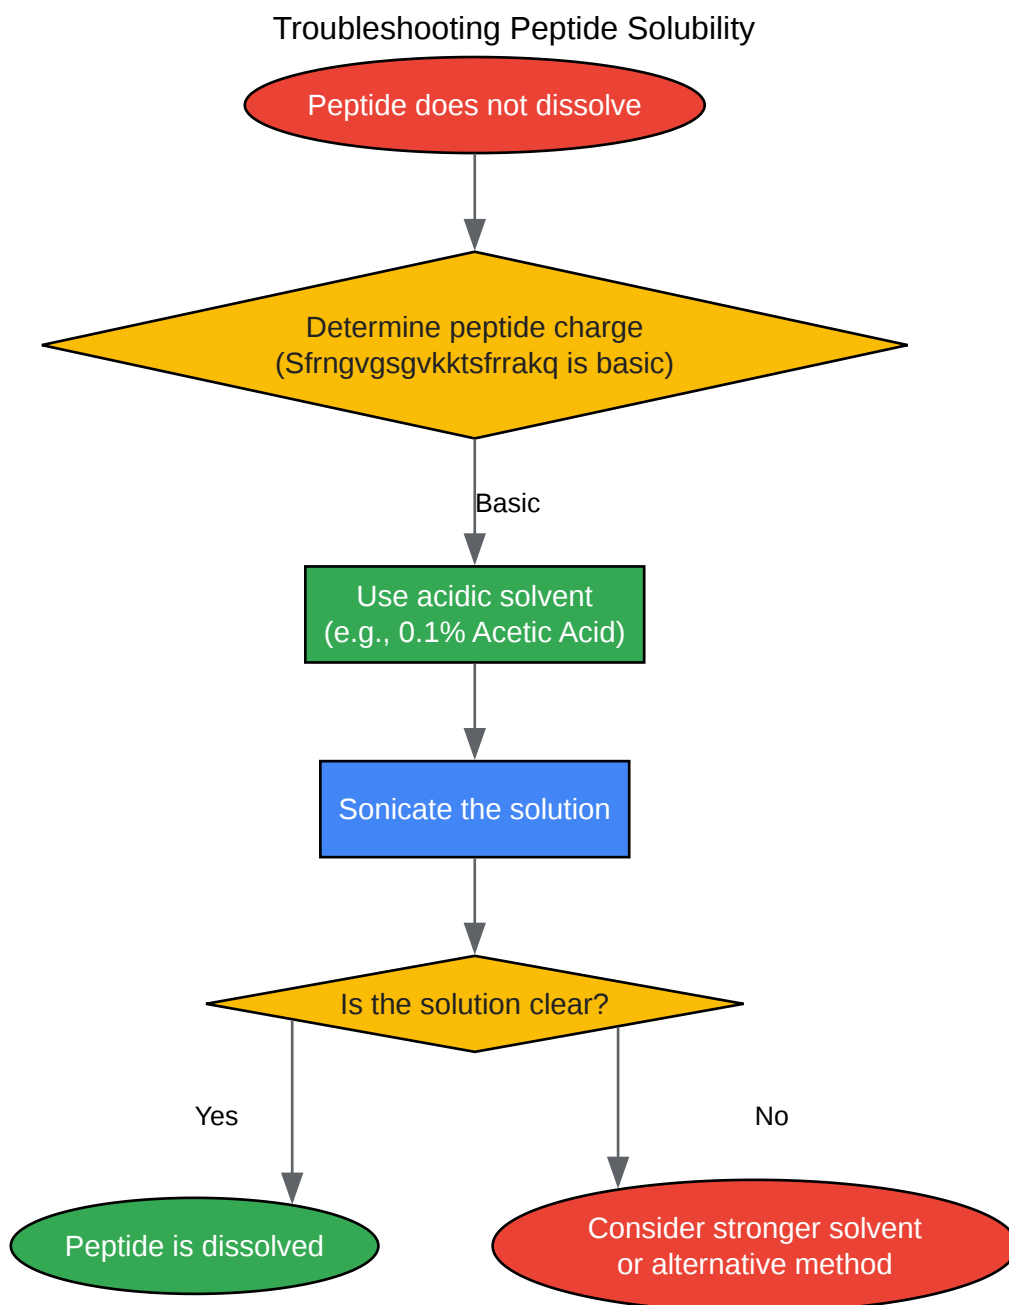 Troubleshooting Peptide Solubility
Peptide does not dissolve
Determine peptide charge
(Sfrngvgsgvkktsfrrakq is basic)
Basic
Use acidic solvent
(e.g., 0.1% Acetic Acid)
Sonicate the solution
Is the solution clear?
Yes
No
Peptide is dissolved
Consider stronger solvent
or alternative method